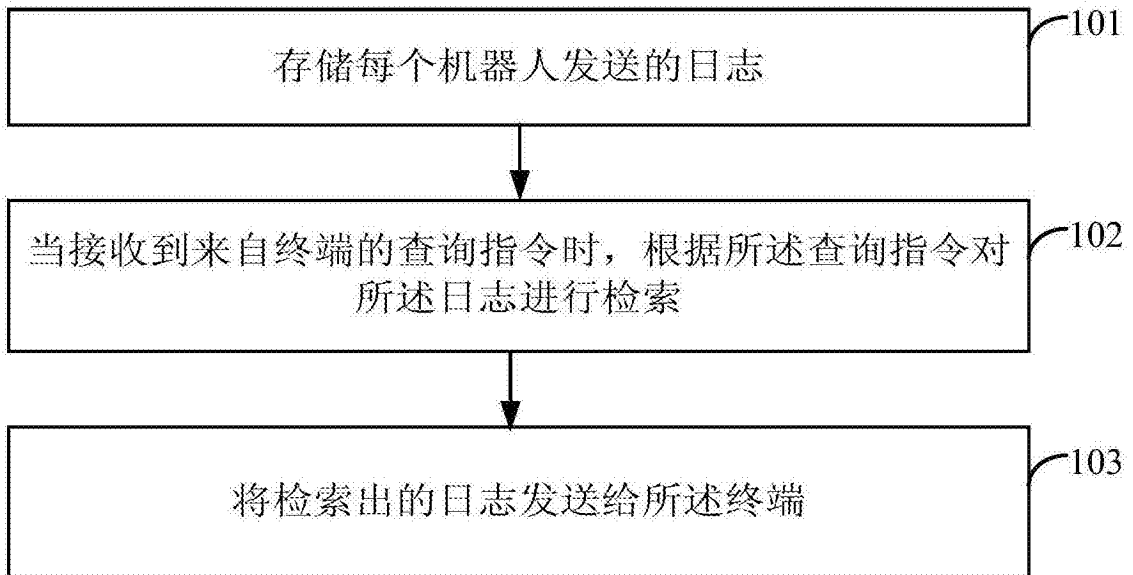 101
存储每个机器人发送的日志
102
当接收到来自终端的查询指令时，根据所述查询指令对
所述日志进行检索
103
将检索出的日志发送给所述终端